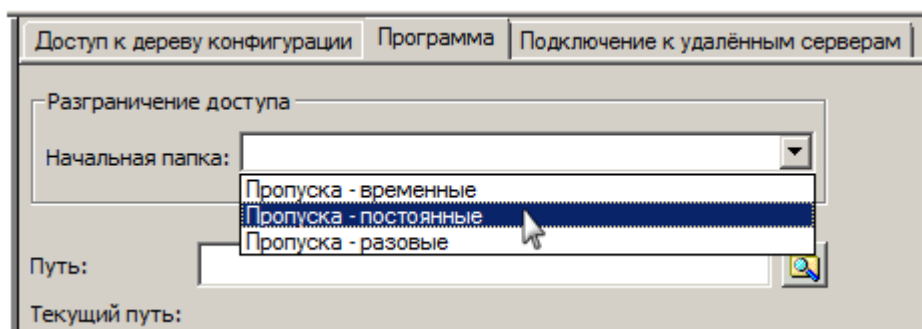 Доступ к дереву конфигурации Программа Подключение к удалённым серверам
Разграничение доступа
Начальная папка:
Пропуска - временные
Пропуска - постоянные
Пропуска - разовые
Путь:
Текущий путь: